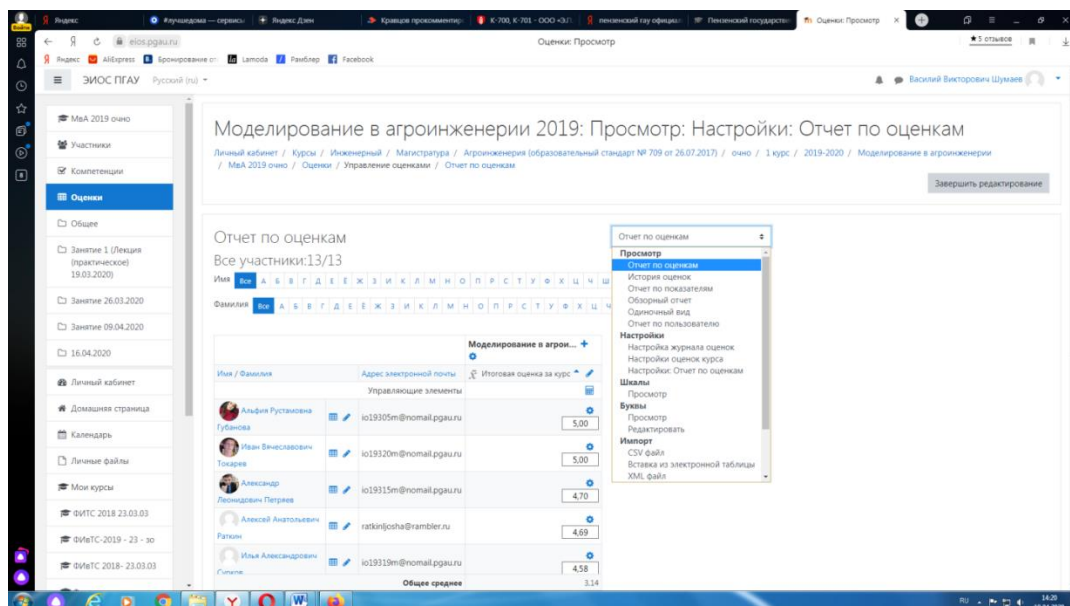 Яндекс
#лучшедома — сервисы
Яндекс Дзен
Кравцов прокомментир
К-700, К-701 - ООО «ЗЛ
пензенский гау официал
Пензенский государстве
Оценки: Просмотр
elos.pgau.ru
Оценки: Просмотр
★5 отзывов
Яндекс
AliExpress
Бронирование от
Lamoda
Рамблер
Facebook
ЭИОС ПГАУ Русский (ru)
Василий Викторович Шумаев
МвА 2019 очно
Участники
Компетенции
Оценки
Общее
Занятие 1 (Лекция
(практическое)
19.03.2020)
Занятие 26.03.2020
Занятие 09.04.2020
16.04.2020
Личный кабинет
Домашняя страница
Календарь
Личные файлы
Мои курсы
ФИТС 2018 23.03.03
ФИвТС-2019 - 23 - зо
ФИвТС 2018- 23.03.03
Моделирование в агроинженерии 2019: Просмотр: Настройки: Отчет по оценкам
Личный кабинет / Курсы / Инженерный / Магистратура / Агроинженерия (образовательный стандарт № 709 от 26.07.2017) / очно / 1 курс / 2019-2020 / Моделирование в агроинженерии
/ МвА 2019 очно / Оценки / Управление оценками / Отчет по оценкам
Завершить редактирование
Отчет по оценкам
Все участники:13/13
Имя Все А Б В Г Д Е Ё Ж З И К Л М Н О П Р С Т У Ф Х Ц Ч Ш
Фамилия Все А Б В Г Д Е Ё Ж З И К Л М Н О П Р С Т У Ф Х Ц Ч
Моделирование в агрои...
Имя / Фамилия
Адрес электронной почты
Итоговая оценка за курс
Управляющие элементы
Альфия Рустамовна
Губанова
io19305m@nomail.pgau.ru
5,00
Иван Вячеславович
Токарев
io19320m@nomail.pgau.ru
5,00
Александр
Леонидович Петряев
io19315m@nomail.pgau.ru
4,70
Алексей Анатольевич
Раткин
ratkinljosha@rambler.ru
4,69
Илья Александрович
io19319m@nomail.pgau.ru
4,58
Общее среднее
3,14
Отчет по оценкам
Просмотр
Отчет по оценкам
История оценок
Отчет по показателям
Обзорный отчет
Одиночный вид
Отчет по пользователю
Настройки
Настройка журнала оценок
Настройки оценок курса
Настройки: Отчет по оценкам
Шкалы
Просмотр
Буквы
Просмотр
Редактировать
Импорт
CSV файл
Вставка из электронной таблицы
XML файл
RU
14:29